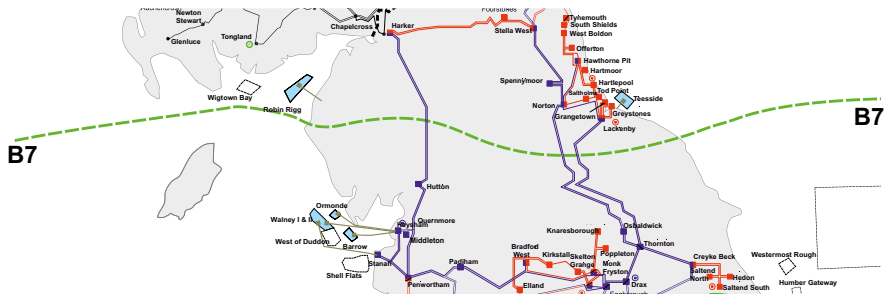 Newton
Stewart
Glenluce
Tongland
Chapelcross
Harker
Fourstones
Stella West
Tynemouth
South Shields
West Boldon
Offerton
Hawthorne Pit
Hartmoor
Hartlepool
Spennymoor
Saltholme
Tod Point
Teesside
Norton
Greystones
Grangetown
Lackenby
Wigtown Bay
Robin Rigg
B7
B7
Hutton
Ormonde
Walney I & II
Quernmore
Heysham
West of Duddon
Barrow
Middleton
Stanah
Shell Flats
Padiham
Penwortham
Bradford
West
Kirkstall
Skelton
Grange
Elland
Knaresborough
Poppleton
Monk
Fryston
Osbaldwick
Thornton
Drax
Creyke Beck
Saltend
North
Hedon
Saltend South
Westermost Rough
Humber Gateway